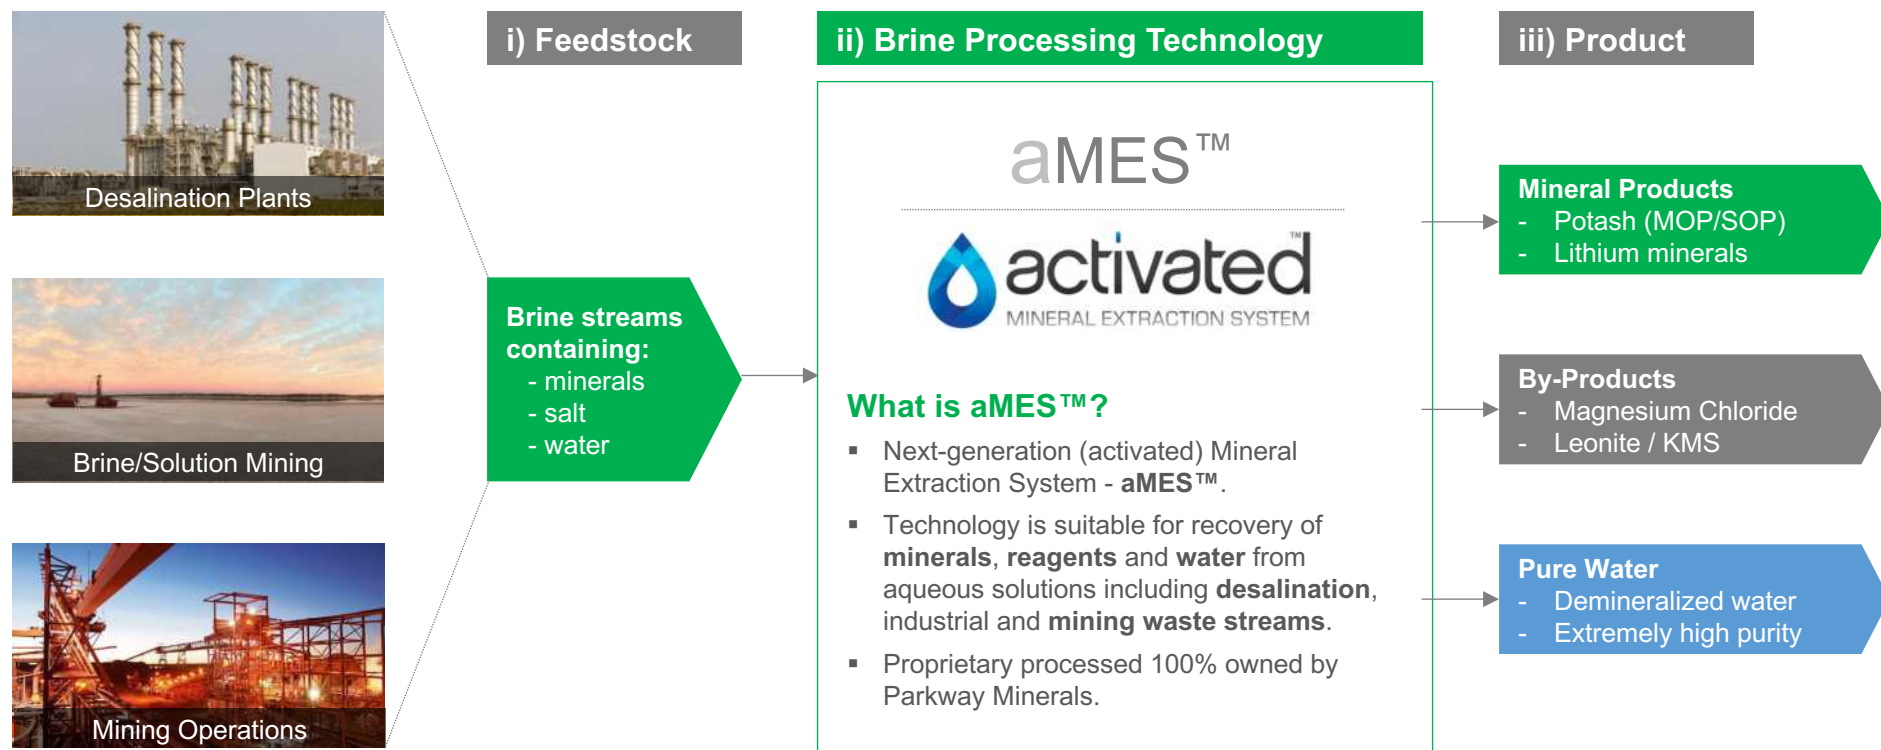 i) Feedstock
ii) Brine Processing Technology
iii) Product
Desalination Plants
Brine/Solution Mining
Mining Operations
Brine streams
containing:
- minerals
- salt
- water
aMES™
activated™
MINERAL EXTRACTION SYSTEM
What is aMES™?
▪ Next-generation (activated) Mineral
Extraction System - aMES™.
▪ Technology is suitable for recovery of
minerals, reagents and water from
aqueous solutions including desalination,
industrial and mining waste streams.
▪ Proprietary processed 100% owned by
Parkway Minerals.
Mineral Products
- Potash (MOP/SOP)
- Lithium minerals
By-Products
- Magnesium Chloride
- Leonite / KMS
Pure Water
- Demineralized water
- Extremely high purity